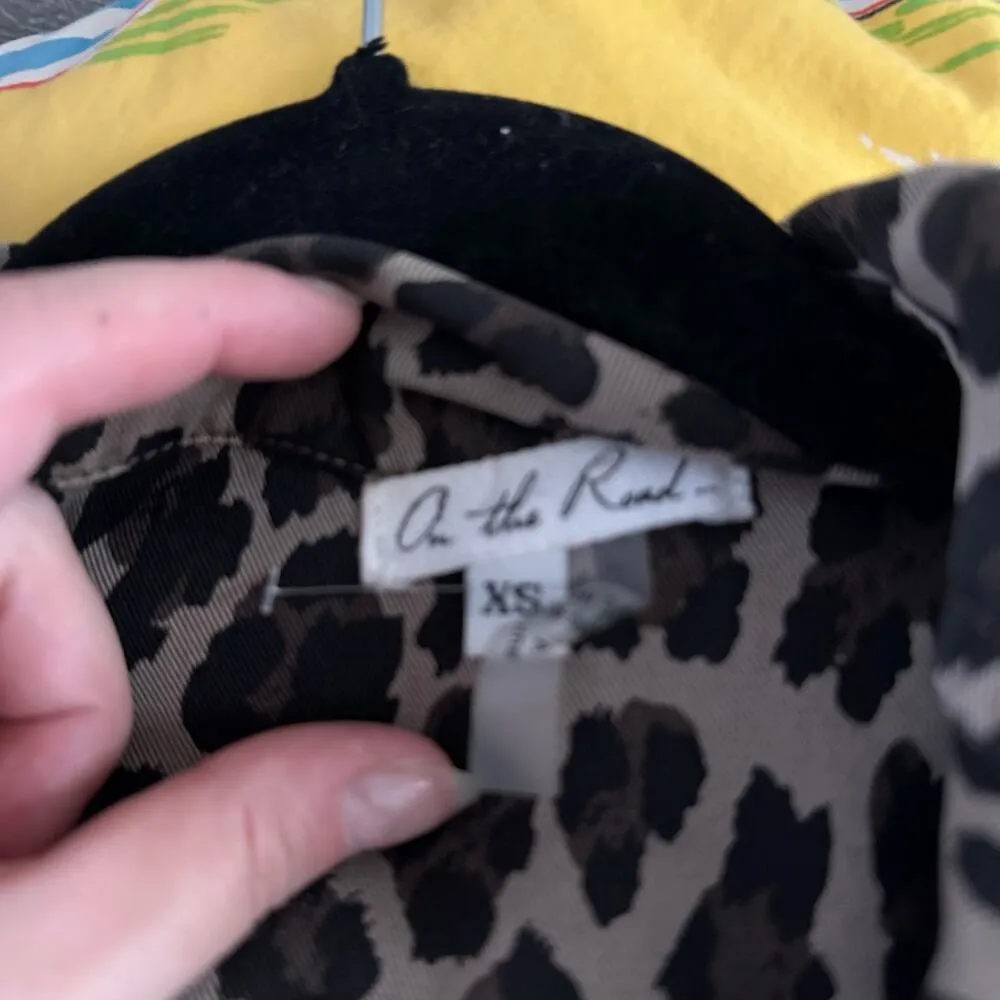 On the Road -
XS